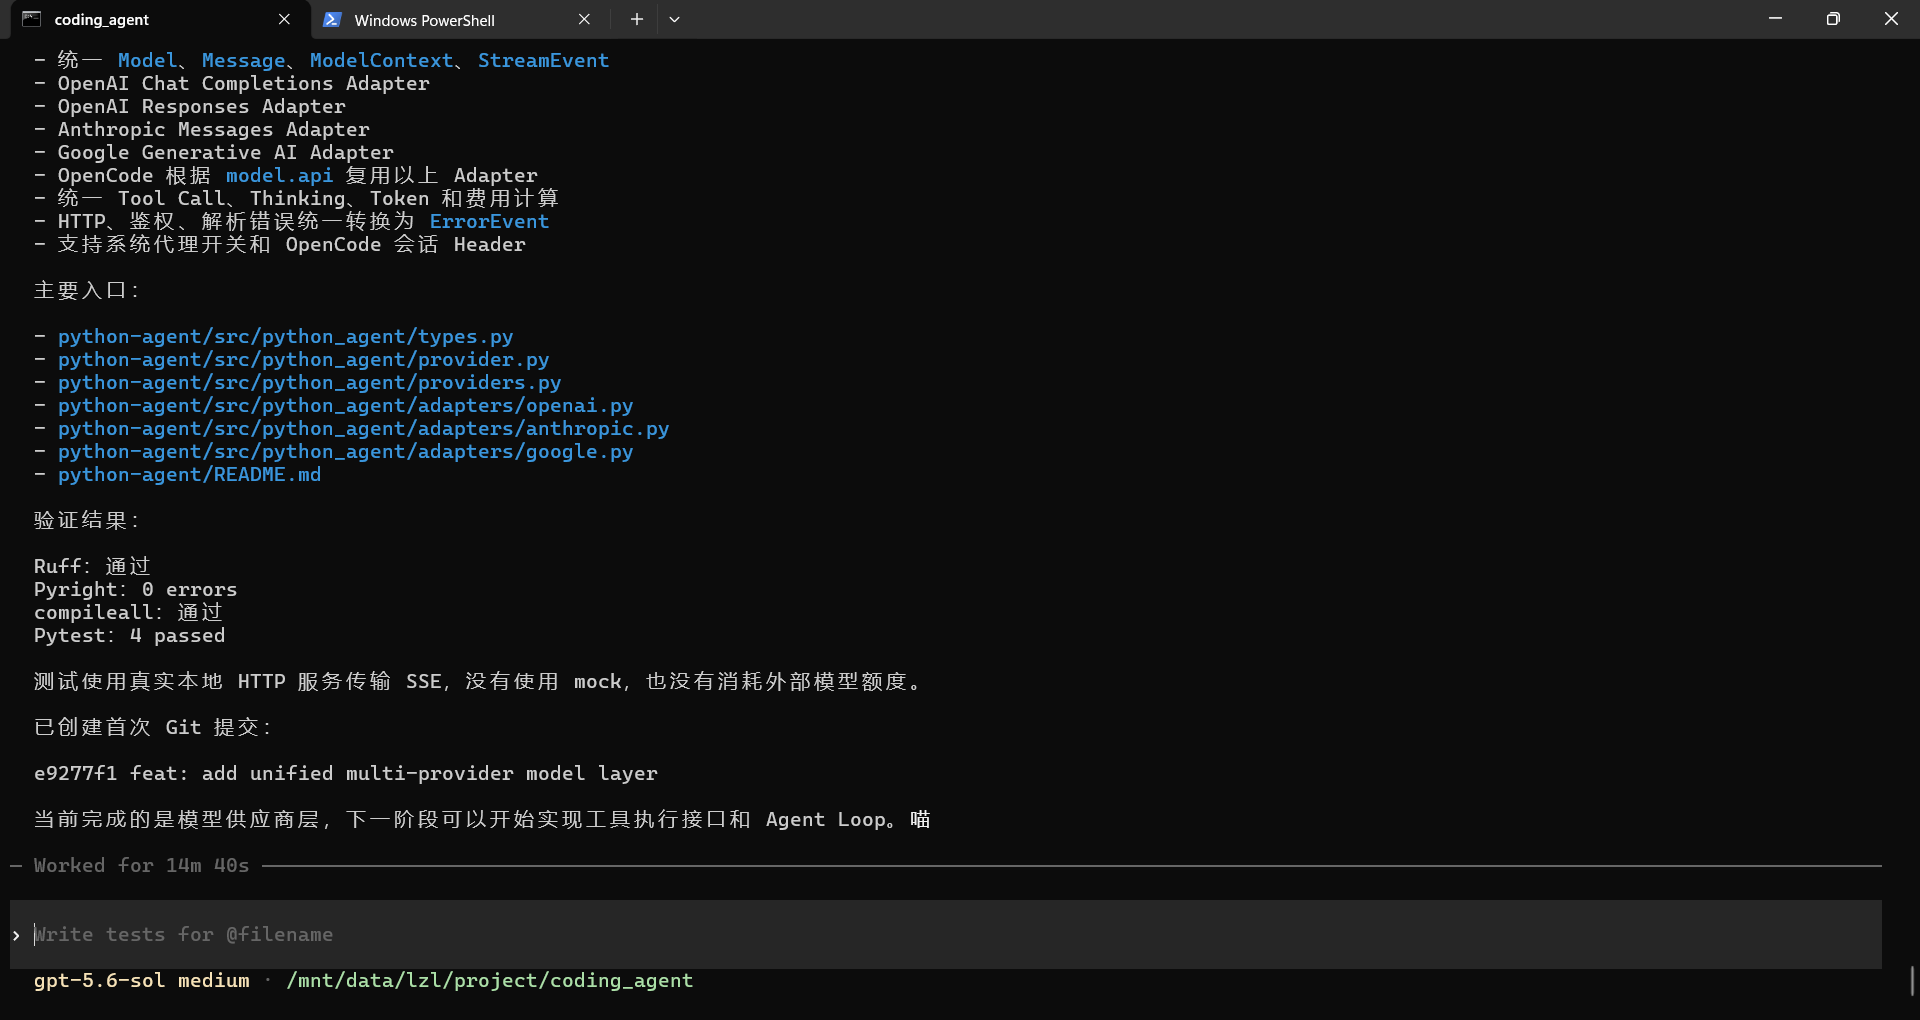 coding_agent
Windows PowerShell
- 统一 Model、Message、ModelContext、StreamEvent
- OpenAI Chat Completions Adapter
- OpenAI Responses Adapter
- Anthropic Messages Adapter
- Google Generative AI Adapter
- OpenCode 根据 model.api 复用以上 Adapter
- 统一 Tool Call、Thinking、Token 和费用计算
- HTTP、鉴权、解析错误统一转换为 ErrorEvent
- 支持系统代理开关和 OpenCode 会话 Header
主要入口：
- python-agent/src/python_agent/types.py
- python-agent/src/python_agent/provider.py
- python-agent/src/python_agent/providers.py
- python-agent/src/python_agent/adapters/openai.py
- python-agent/src/python_agent/adapters/anthropic.py
- python-agent/src/python_agent/adapters/google.py
- python-agent/README.md
验证结果：
Ruff: 通过
Pyright: 0 errors
compileall: 通过
Pytest: 4 passed
测试使用真实本地 HTTP 服务传输 SSE，没有使用 mock，也没有消耗外部模型额度。
已创建首次 Git 提交：
e9277f1 feat: add unified multi-provider model layer
当前完成的是模型供应商层，下一阶段可以开始实现工具执行接口和 Agent Loop。喵
─ Worked for 14m 40s
› Write tests for @filename
gpt-5.6-sol medium · /mnt/data/lzl/project/coding_agent